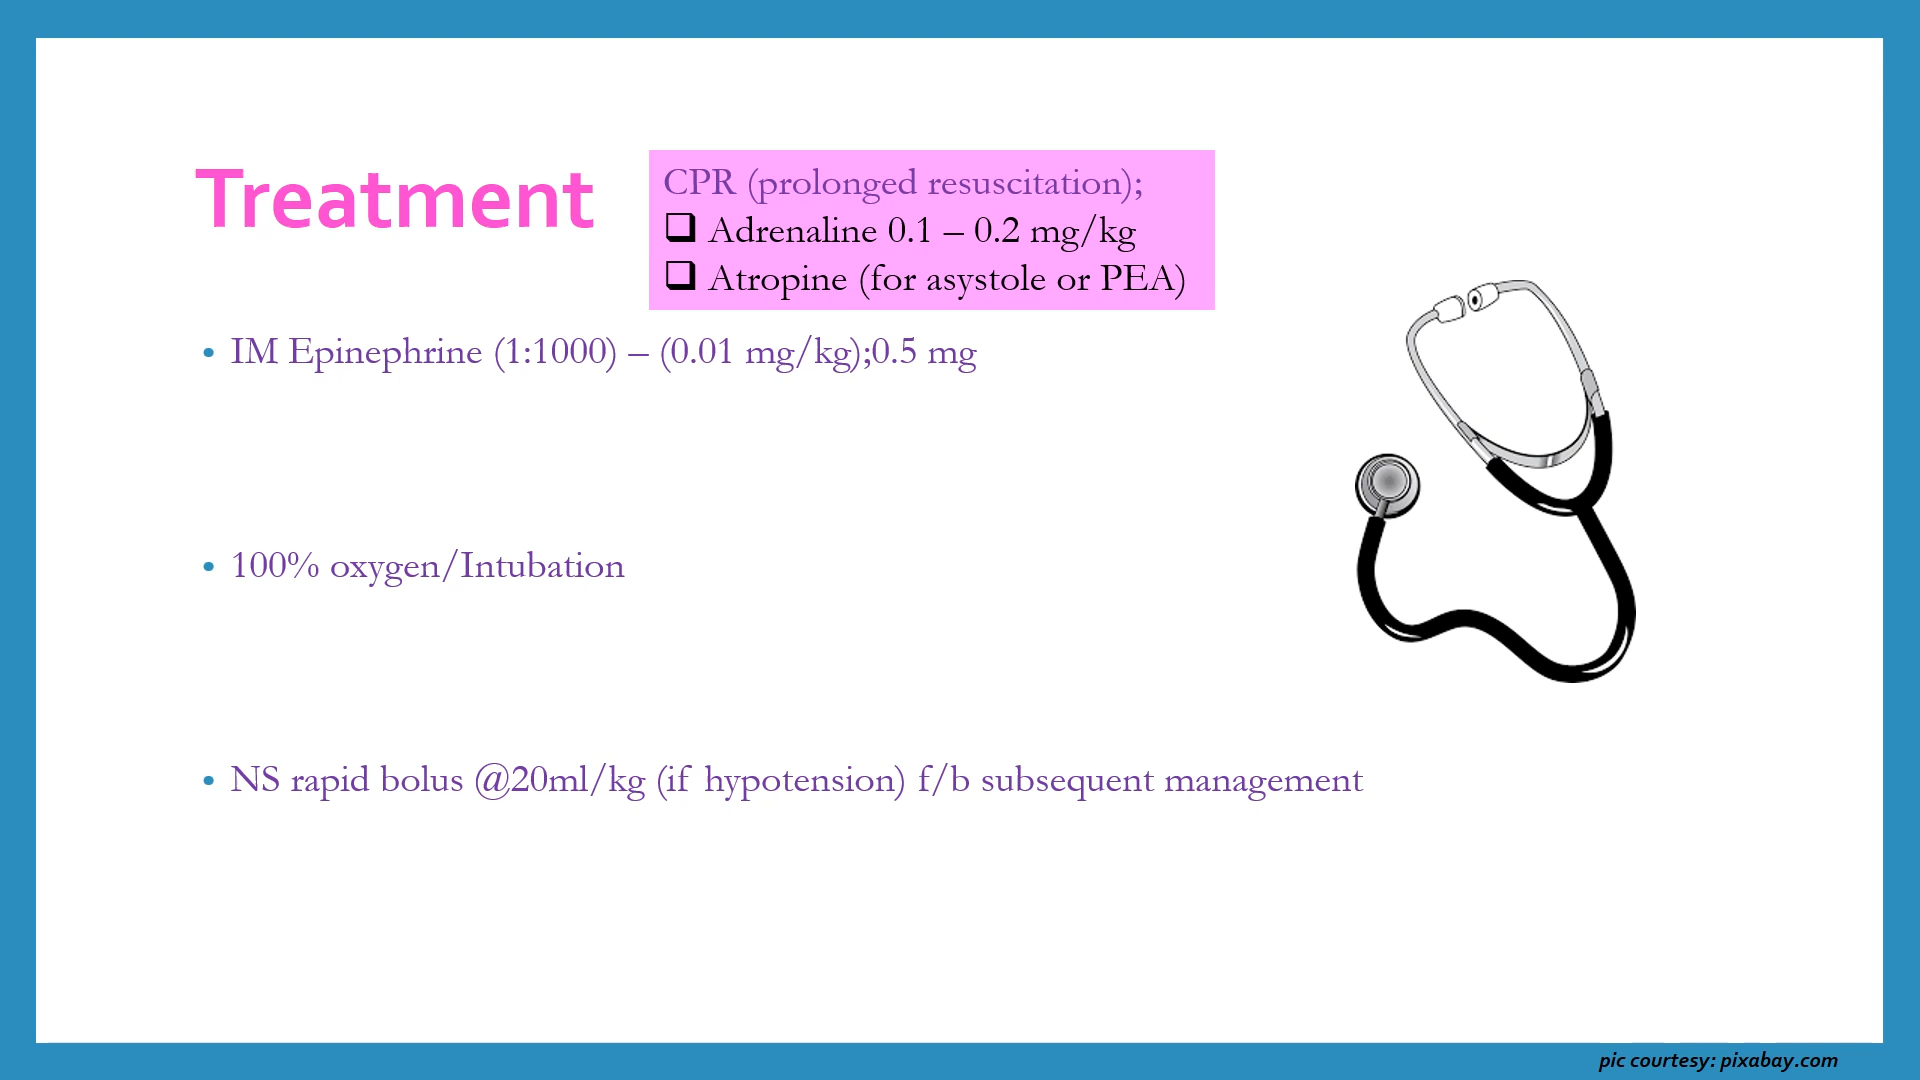 Treatment
CPR (prolonged resuscitation);
❑ Adrenaline 0.1 – 0.2 mg/kg
❑ Atropine (for asystole or PEA)
• IM Epinephrine (1:1000) – (0.01 mg/kg);0.5 mg
• 100% oxygen/Intubation
• NS rapid bolus @20ml/kg (if hypotension) f/b subsequent management
pic courtesy: pixabay.com